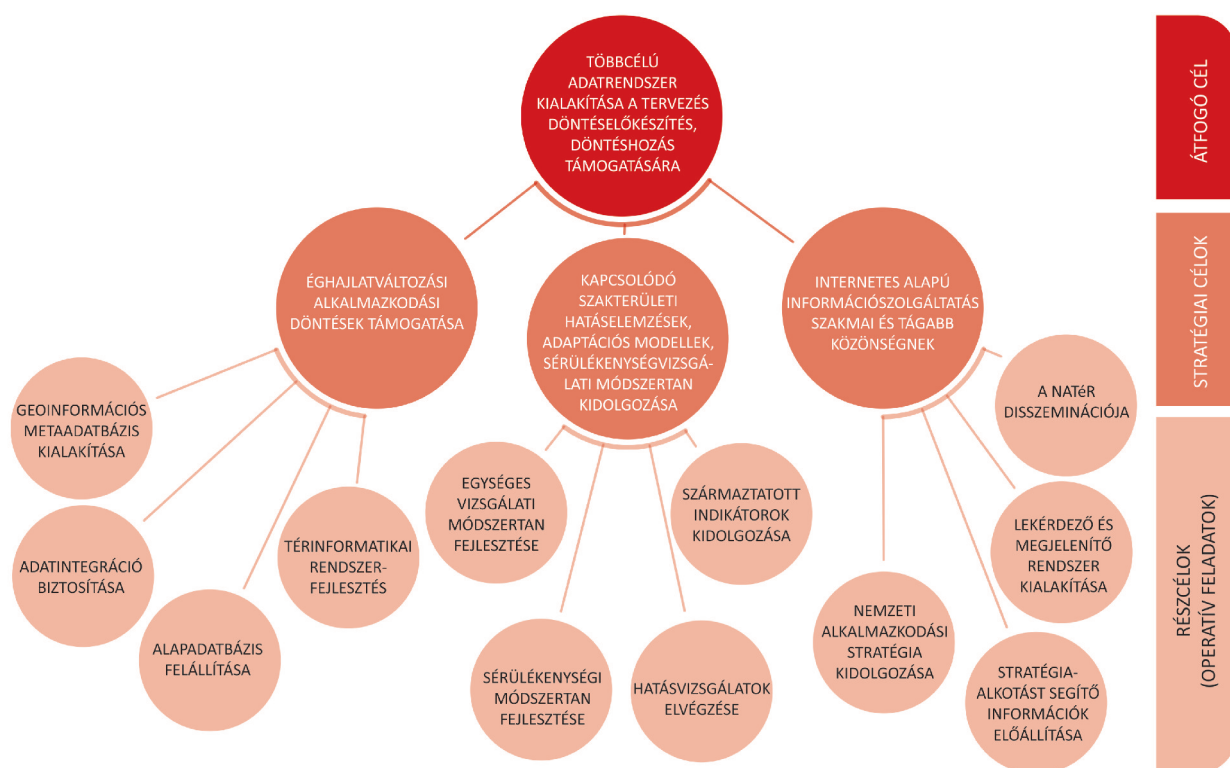 TÖBBCÉLÚ
ADATRENDSZER
KIALAKÍTÁSA A TERVEZÉS
DÖNTÉSELŐKÉSZÍTÉS,
DÖNTÉSHOZÁS
TÁMOGATÁSÁRA
ÉGHAJLATVÁLTOZÁSI
ALKALMAZKODÁSI
DÖNTÉSEK TÁMOGATÁSA
KAPCSOLÓDÓ
SZAKTERÜLETI
HATÁSELEMZÉSEK,
ADAPTÁCIÓS MODELLEK,
SÉRÜLÉKENYSÉGVIZSGÁ-
LATI MÓDSZERTAN
KIDOLGOZÁSA
INTERNETES ALAPÚ
INFORMÁCIÓSZOLGÁLTATÁS
SZAKMAI ÉS TÁGABB
KÖZÖNSÉGNEK
GEOINFORMÁCIÓS
METAADATBÁZIS
KIALAKÍTÁSA
ADATINTEGRÁCIÓ
BIZTOSÍTÁSA
ALAPADATBÁZIS
FELÁLLÍTÁSA
TÉRINFORMATIKAI
RENDSZER-
FEJLESZTÉS
EGYSÉGES
VIZSGÁLATI
MÓDSZERTAN
FEJLESZTÉSE
SÉRÜLÉKENYSÉGI
MÓDSZERTAN
FEJLESZTÉSE
HATÁSVIZSGÁLATOK
ELVÉGZÉSE
SZÁRMAZTATOTT
INDIKÁTOROK
KIDOLGOZÁSA
NEMZETI
ALKALMAZKODÁSI
STRATÉGIA
KIDOLGOZÁSA
STRATÉGIA-
ALKOTÁST SEGÍTŐ
INFORMÁCIÓK
ELŐÁLLÍTÁSA
LEKÉRDEZŐ ÉS
MEGJELENÍTŐ
RENDSZER
KIALAKÍTÁSA
A NATéR
DISSZEMINÁCIÓJA
ÁTFOGÓ CÉL
STRATÉGIAI CÉLOK
RÉSZCÉLOK
(OPERATÍV FELADATOK)